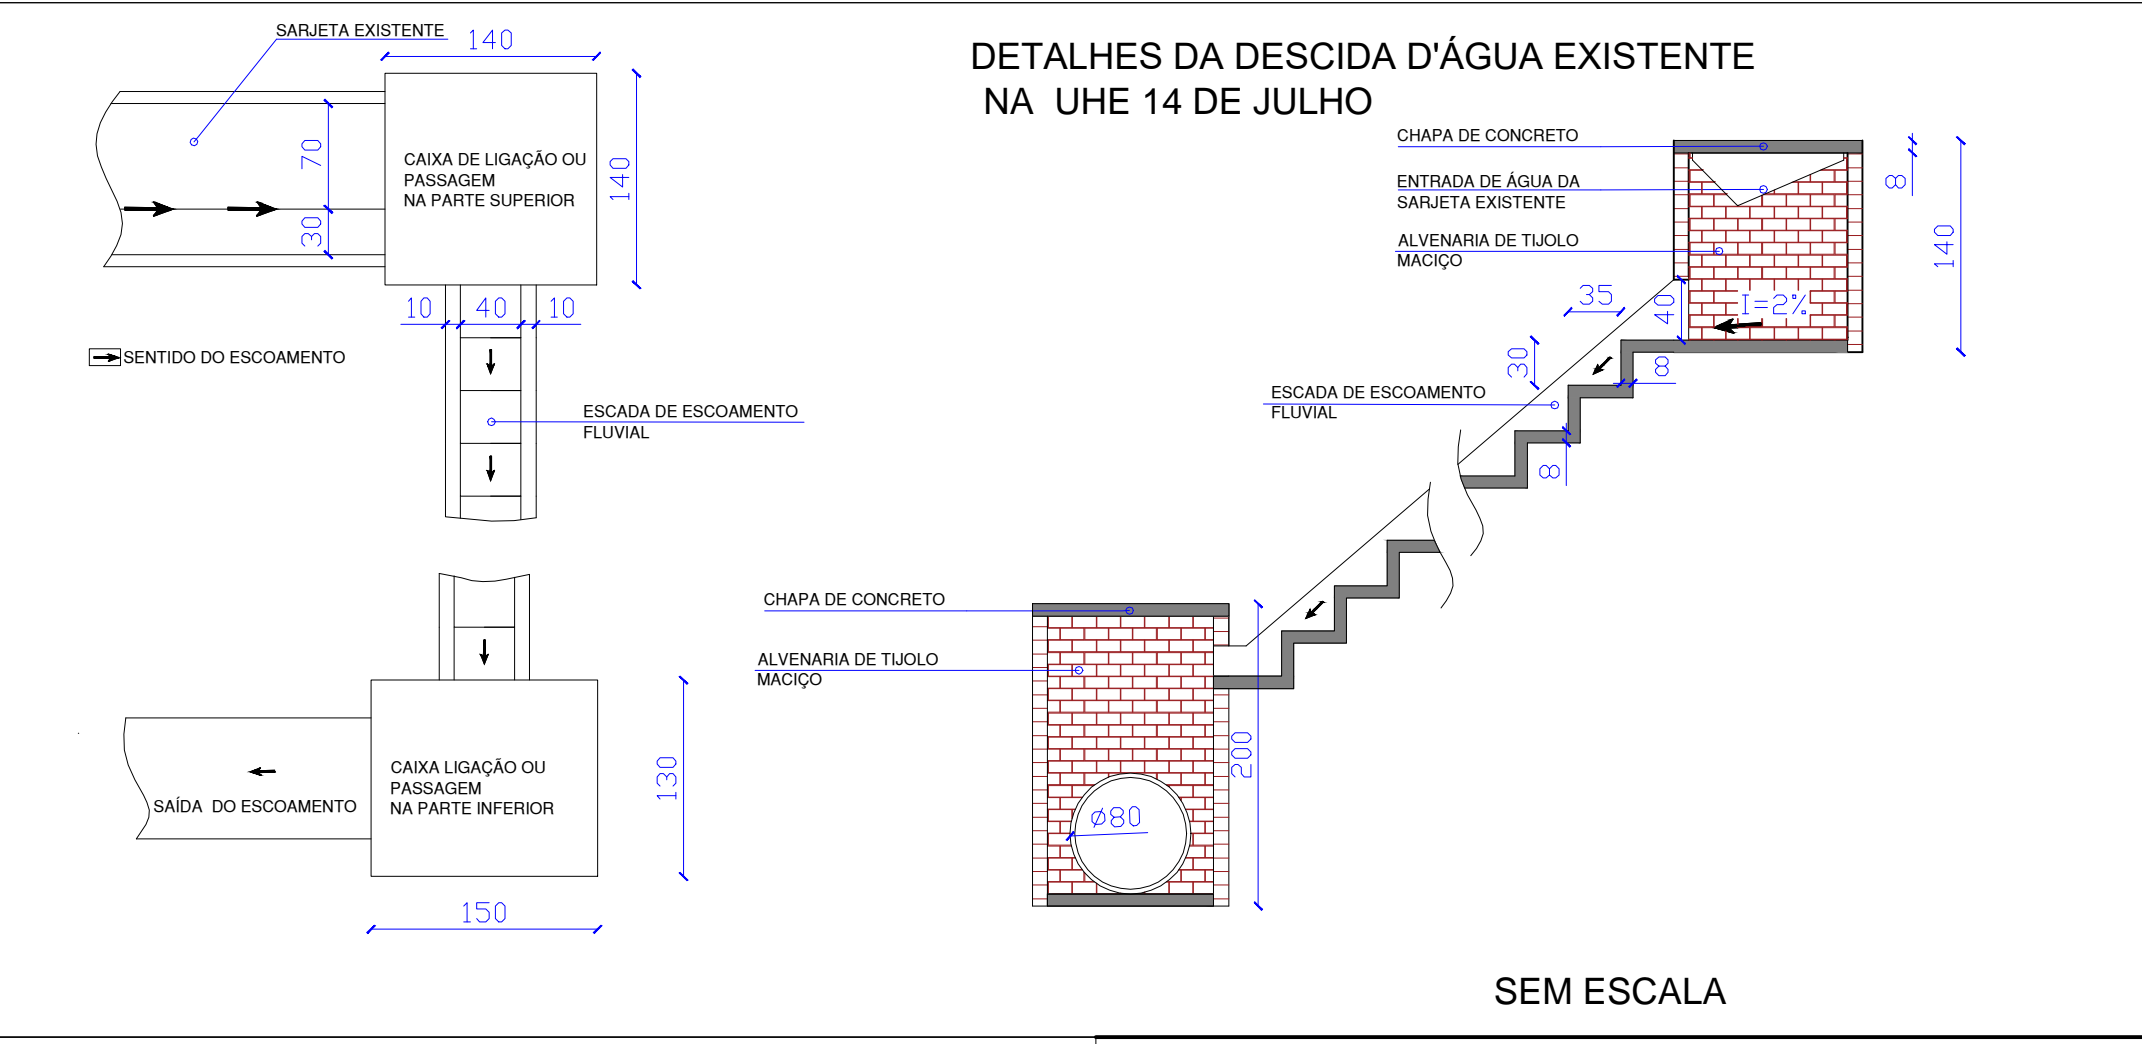 SARJETA EXISTENTE
140
DETALHES DA DESCIDA D'ÁGUA EXISTENTE
NA UHE 14 DE JULHO
70
30
CAIXA DE LIGAÇÃO OU
PASSAGEM
NA PARTE SUPERIOR
140
10 40 10
SENTIDO DO ESCOAMENTO
ESCADA DE ESCOAMENTO
FLUVIAL
CHAPA DE CONCRETO
ENTRADA DE ÁGUA DA
SARJETA EXISTENTE
ALVENARIA DE TIJOLO
MACIÇO
8
140
35
40
I=2%
30
8
ESCADA DE ESCOAMENTO
FLUVIAL
8
CHAPA DE CONCRETO
ALVENARIA DE TIJOLO
MACIÇO
200
ø80
CAIXA LIGAÇÃO OU
PASSAGEM
NA PARTE INFERIOR
SAÍDA DO ESCOAMENTO
130
150
SEM ESCALA